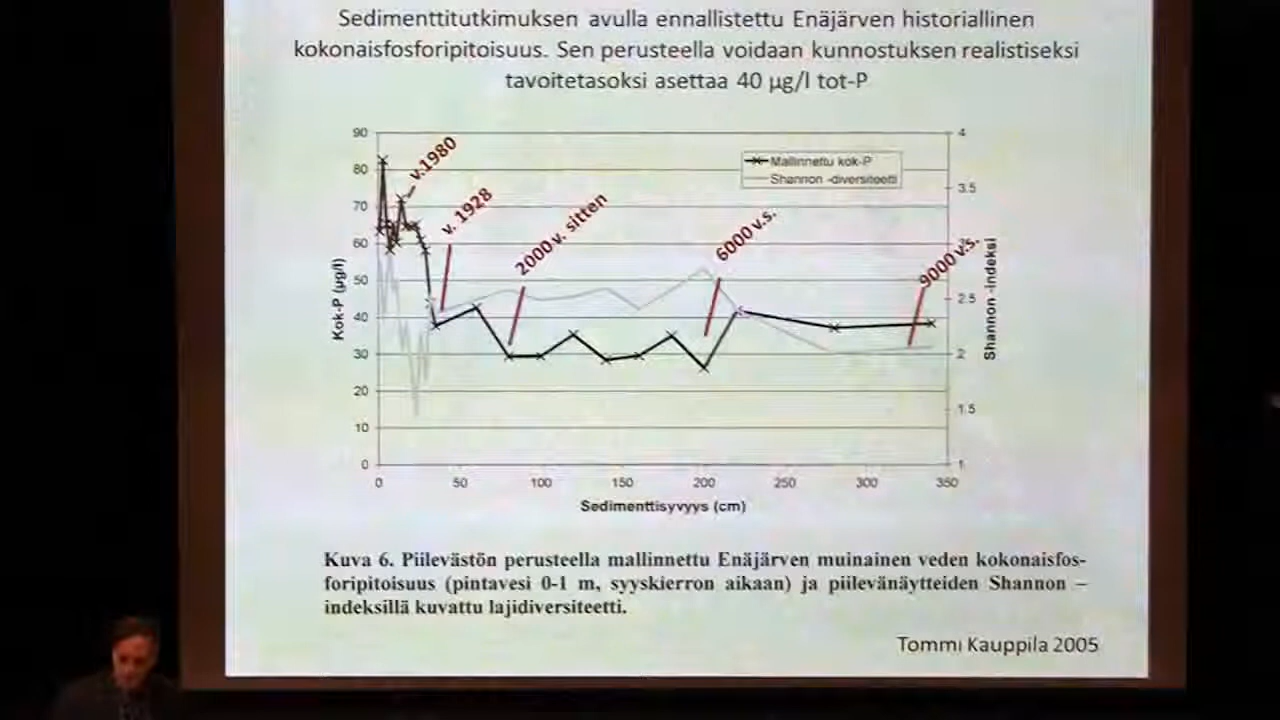 Sedimenttitutkimuksen avulla ennallistettu Enäjärven historiallinen
kokonaisfosforipitoisuus. Sen perusteella voidaan kunnostuksen realistiseksi
tavoitetasoksi asettaa 40 µg/l tot-P
90
80
70
60
50
40
30
20
10
0
Kok-P (µg/l)
v.1980
v. 1928
2000 v. sitten
6000 v.s.
9000 v.s.
Mallinnettu kok-P
Shannon -diversiteetti
4
3.5
3
2.5
2
1.5
1
Shannon -indeksi
0 50 100 150 200 250 300 350
Sedimenttisyvyys (cm)
Kuva 6. Piilevästön perusteella mallinnettu Enäjärven muinainen veden kokonaisfos-
foripitoisuus (pintavesi 0-1 m, syyskierron aikaan) ja piilevänäytteiden Shannon –
indeksillä kuvattu lajidiversiteetti.
Tommi Kauppila 2005